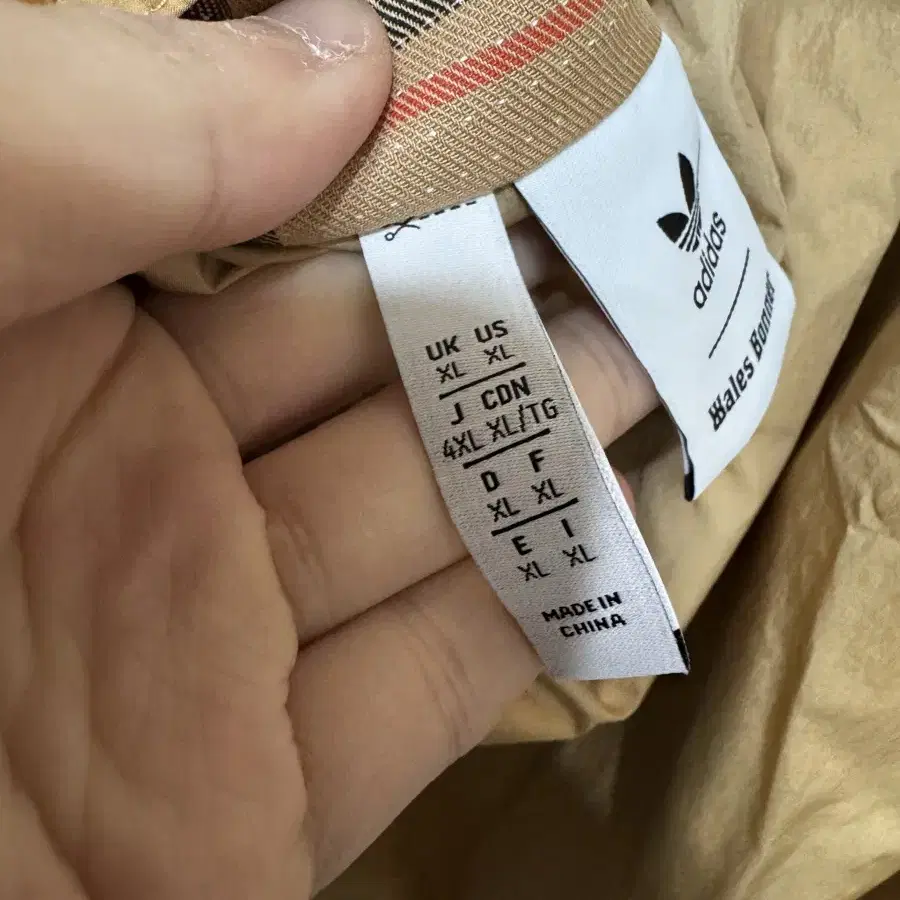 UK US
XL XL
J CDN
4XL XL/TG
D F
XL XL
E I
XL XL
MADE IN
CHINA
adidas
Wales Bonner